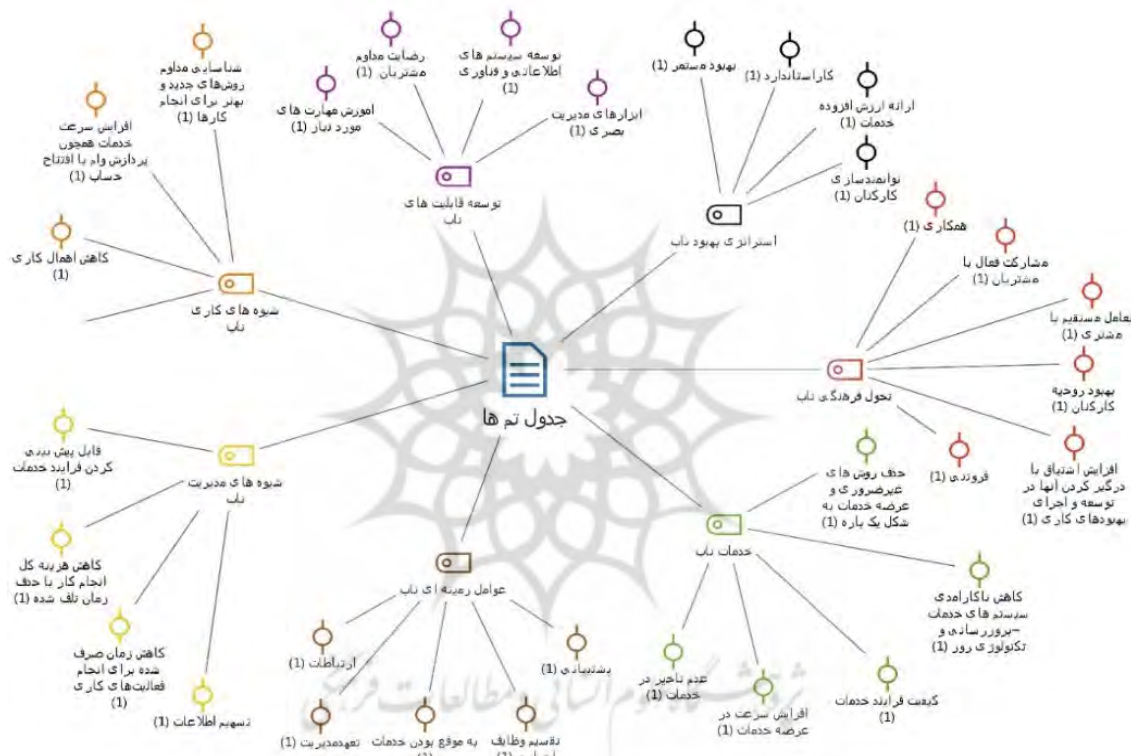 جدول تم ها
استراتژی بهبود ناب
بهبود مستمر (1)
کاراستاندارد (1)
ارائه ارزش افزوده
خدمات (1)
توانمندسازی
کارکنان (1)
توسعه قابلیت های
ناب
ابزارهای مدیریت
بصری (1)
توسعه سیستم های
اطلاعاتی و فناوری
(1)
رضایت مداوم
مشتریان (1)
اموزش مهارت های
مورد نیاز (1)
شیوه های کاری
ناب
شناسایی مداوم
روش‌های جدید و
بهتر برای انجام
کارها (1)
افزایش سرعت
خدمات همچون
پردازش وام یا افتتاح
حساب (1)
کاهش اهمال کاری
(1)
تحول فرهنگی ناب
همکاری (1)
مشارکت فعال با
مشتریان (1)
تعامل مستقیم با
مشتری (1)
بهبود روحیه
کارکنان (1)
افزایش اشتیاق با
درگیر کردن آنها در
توسعه و اجرای
بهبودهای کاری (1)
فروتنی (1)
خدمات ناب
حذف روش های
غیرضروری و
عرضه خدمات به
شکل یک باره (1)
کاهش ناکارامدی
سیستم های خدمات
–بروزرسانی و
تکنولوژی روز (1)
کیفیت فرایند خدمات
(1)
افزایش سرعت در
عرضه خدمات (1)
عدم تاخیر در
خدمات (1)
عوامل زمینه ای ناب
پشتیبانی (1)
تقسیم وظایف
به موقع بودن خدمات
(1)
تعهدمدیریت (1)
ارتباطات (1)
شیوه های مدیریت
ناب
قابل پیش بینی
کردن فرایند خدمات
(1)
کاهش هزینه کل
انجام کار با حذف
زمان تلف شده (1)
کاهش زمان صرف
شده برای انجام
فعالیت‌های کاری
(1)
تسهیم اطلاعات (1)
پژوهشگاه علوم انسانی و مطالعات فرهنگی